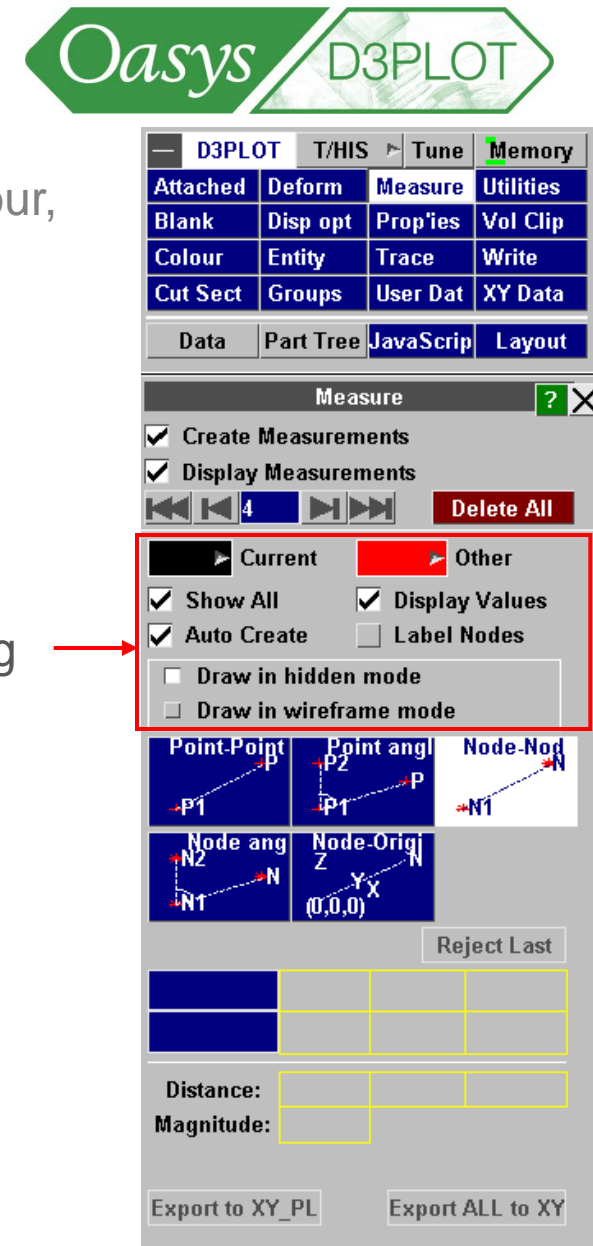 Oasys D3PLOT
D3PLOT T/HIS Tune Memory
our,
Attached Deform Measure Utilities
Blank Disp opt Prop'ies Vol Clip
Colour Entity Trace Write
Cut Sect Groups User Dat XY Data
Data Part Tree JavaScrip Layout
Measure ? X
Create Measurements
Display Measurements
4 Delete All
Current Other
Show All Display Values
g
Auto Create Label Nodes
Draw in hidden mode
Draw in wireframe mode
Point-Point Point angl Node-Nod
P P2 N
P
P1 P1 N1
Node ang Node-Origi
N2 Z N
N Y X
N1 (0,0,0)
Reject Last
Distance:
Magnitude:
Export to XY_PL Export ALL to XY